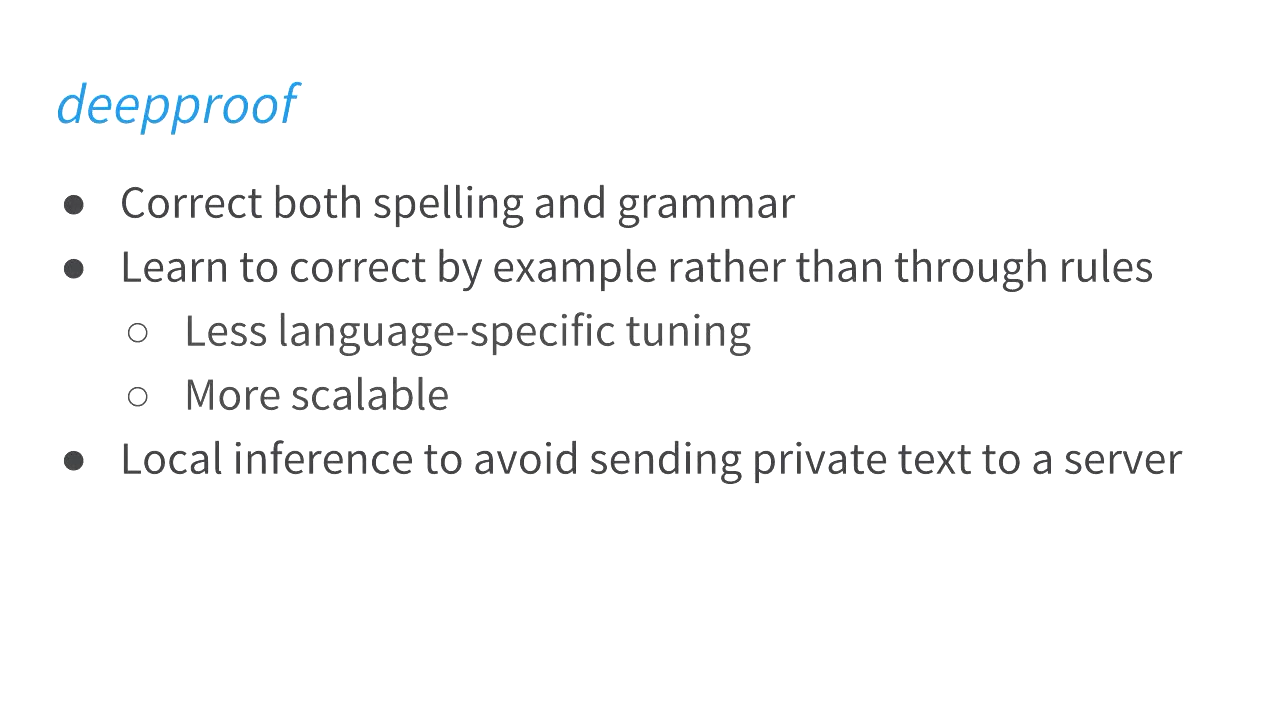 deepproof
● Correct both spelling and grammar
● Learn to correct by example rather than through rules
○ Less language-specific tuning
○ More scalable
● Local inference to avoid sending private text to a server